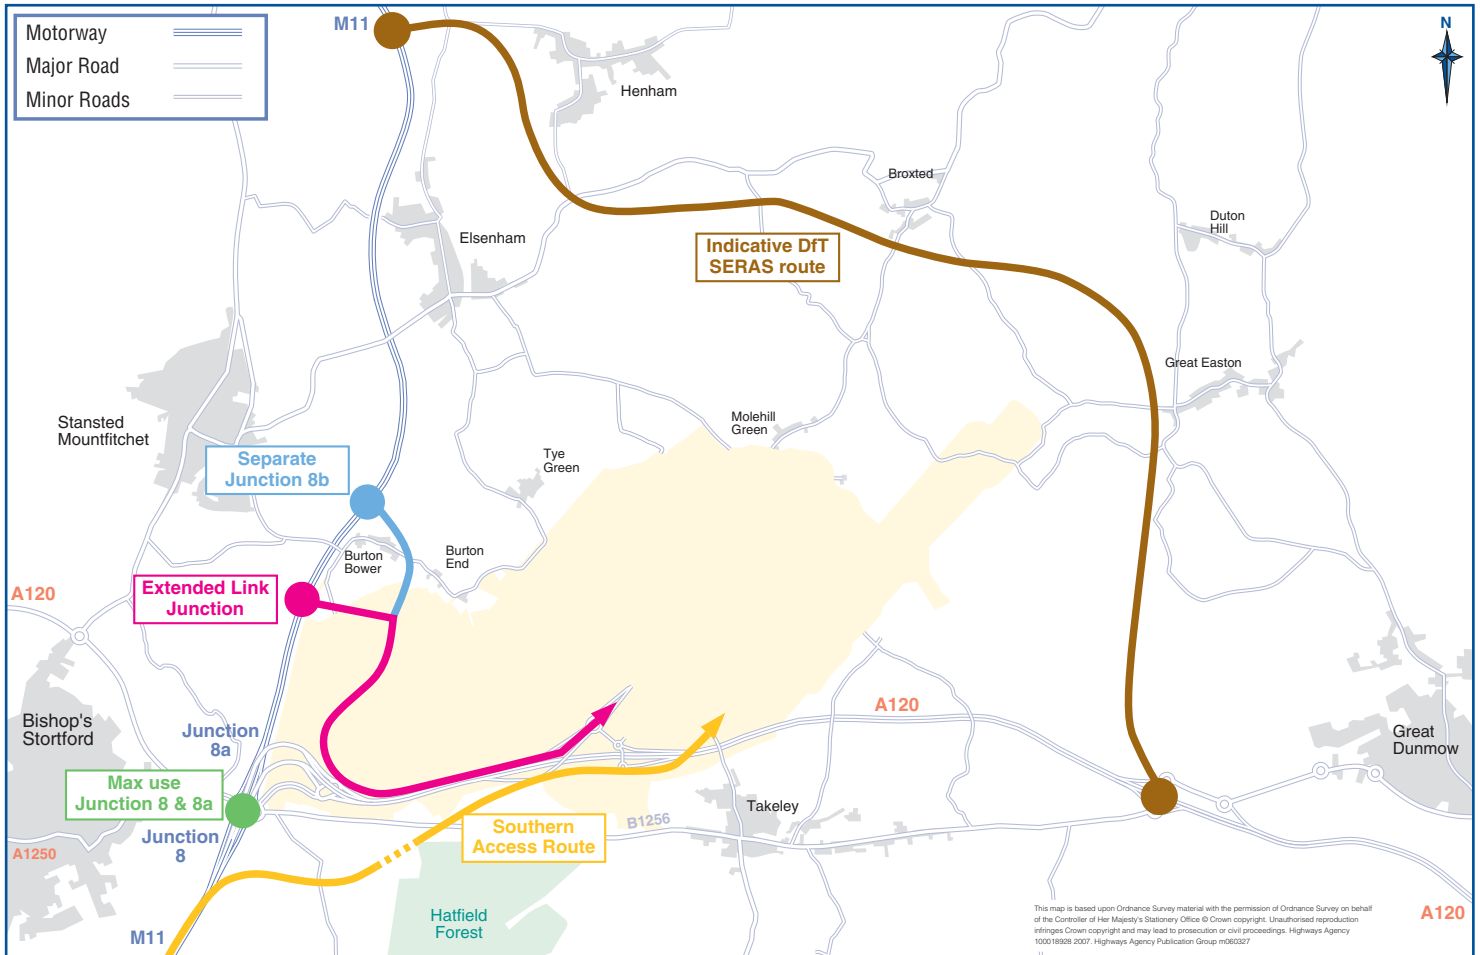 Motorway
Major Road
Minor Roads
M11
N
Henham
Broxted
Duton
Hill
Elsenham
Indicative DfT
SERAS route
Great Easton
Stansted
Mountfitchet
Molehill
Green
Separate
Junction 8b
Tye
Green
Burton
Bower
Burton
End
A120
Extended Link
Junction
Bishop's
Stortford
Junction
8a
A120
Great
Dunmow
Max use
Junction 8 & 8a
Takeley
B1256
Southern
Access Route
Junction
8
A1250
Hatfield
Forest
M11
A120
This map is based upon Ordnance Survey material with the permission of Ordnance Survey on behalf
of the Controller of Her Majesty's Stationery Office © Crown copyright. Unauthorised reproduction
infringes Crown copyright and may lead to prosecution or civil proceedings. Highways Agency
100018928 2007. Highways Agency Publication Group m060327